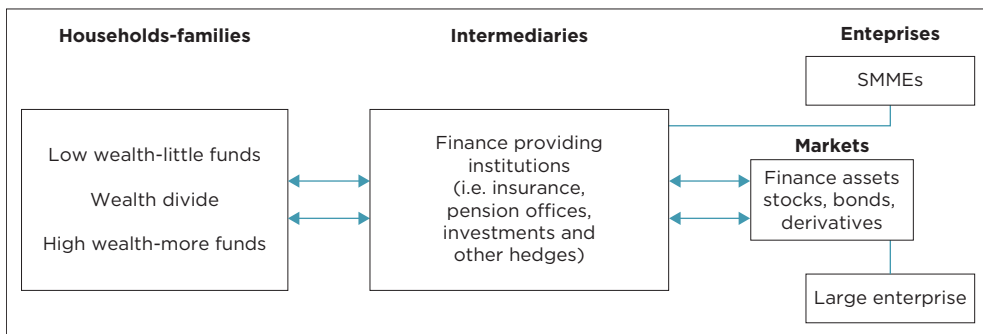 Households-families
Intermediaries
Enteprises
SMMEs
Low wealth-little funds
Wealth divide
High wealth-more funds
Finance providing
institutions
(i.e. insurance,
pension offices,
investments and
other hedges)
Markets
Finance assets
stocks, bonds,
derivatives
Large enterprise